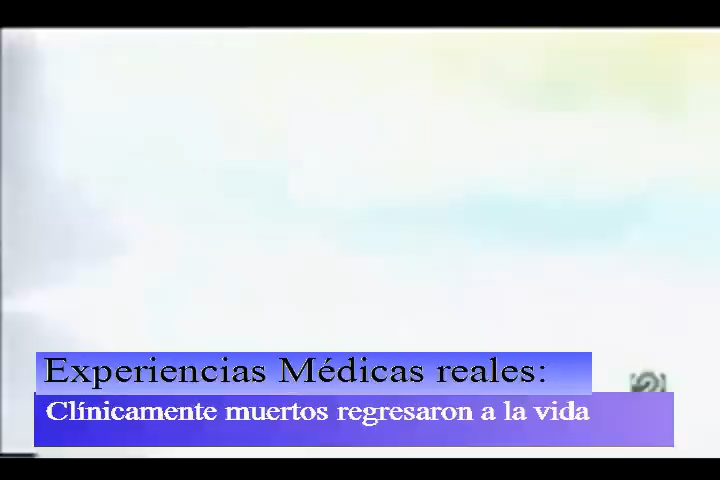 Experiencias Médicas reales:
Clínicamente muertos regresaron a la vida